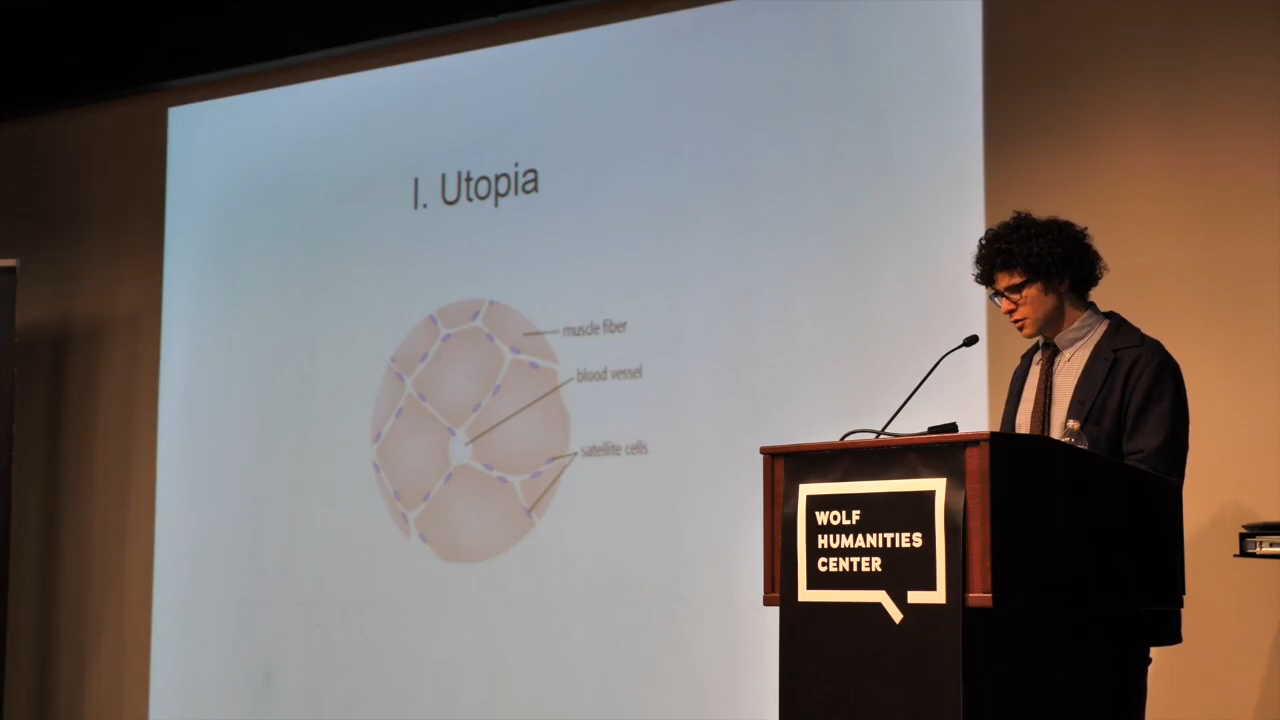 I. Utopia
muscle fiber
blood vessel
satellite cells
WOLF
HUMANITIES
CENTER